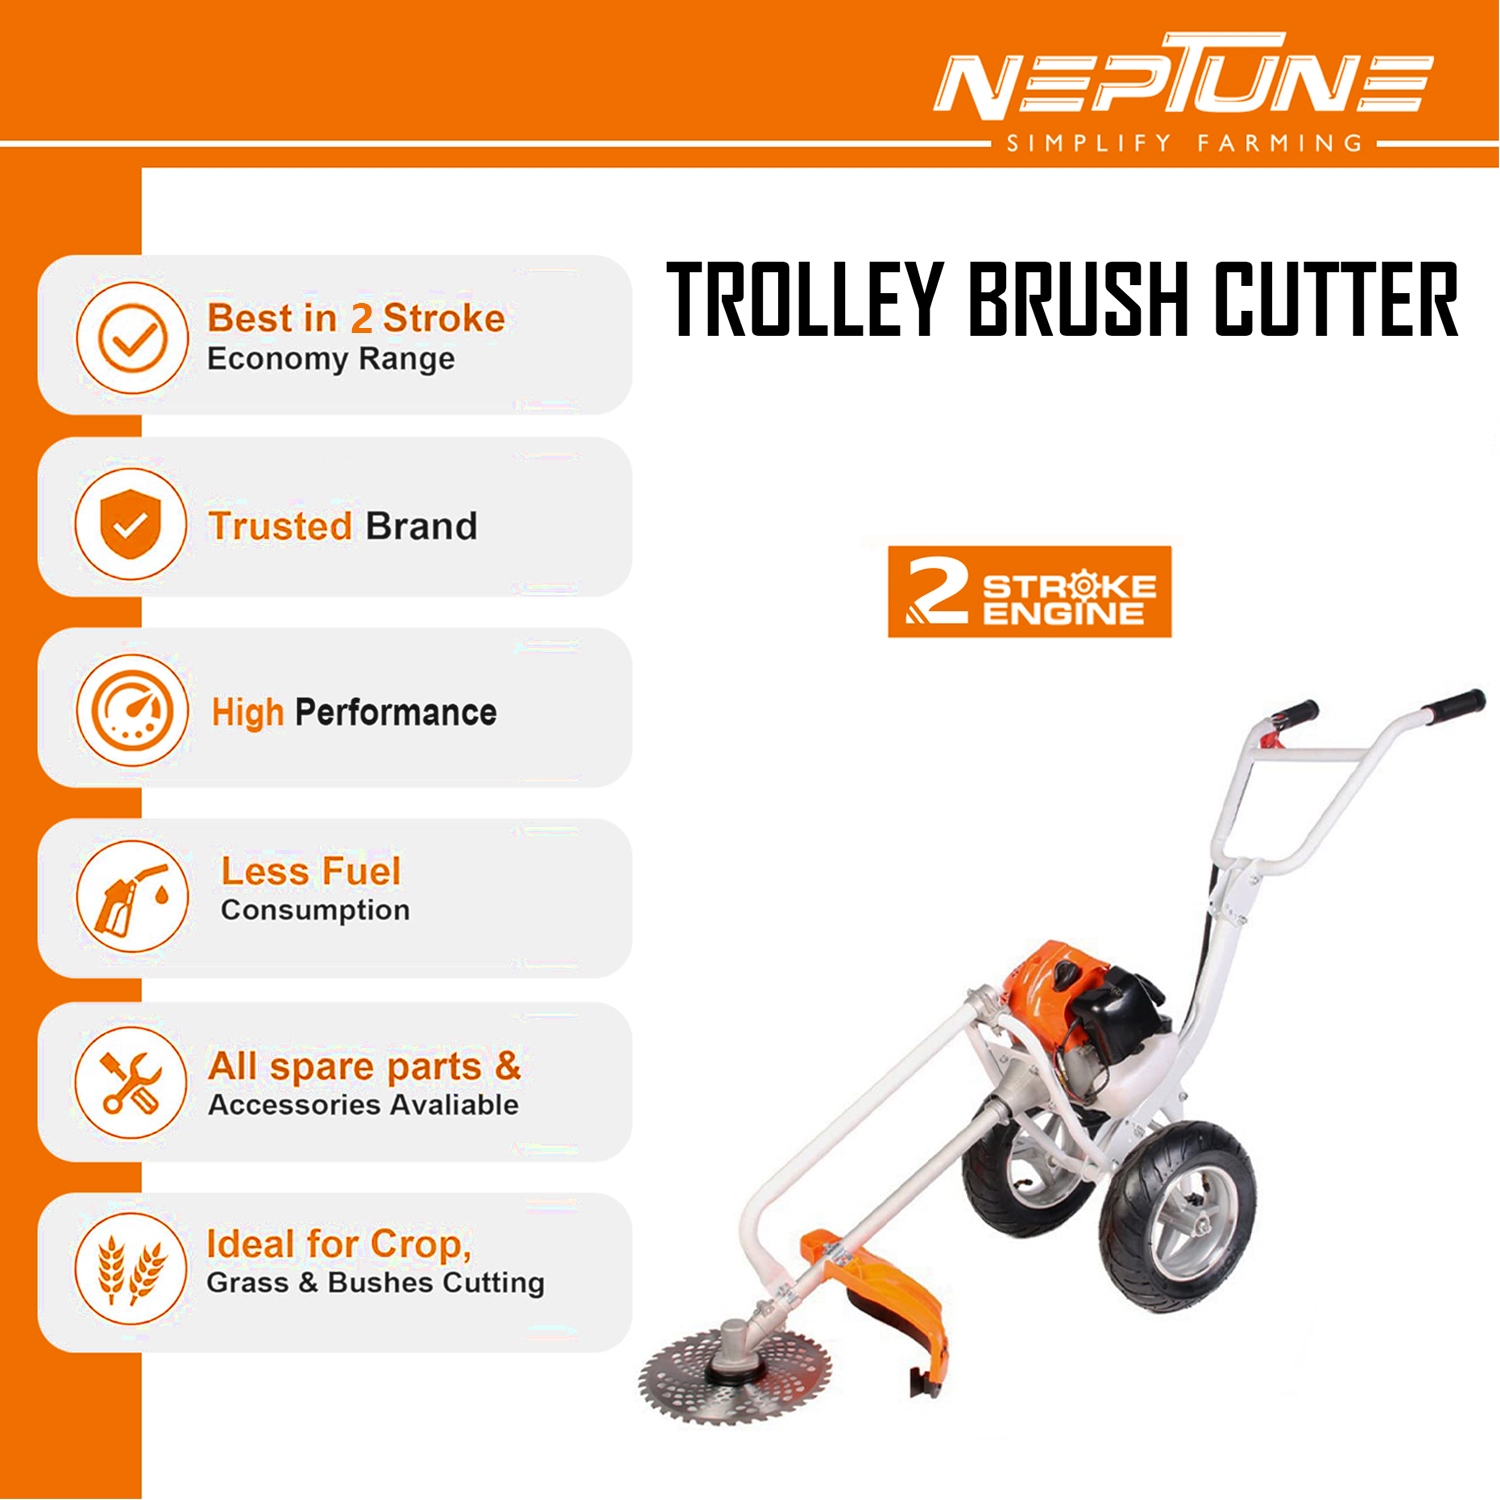 NEPTUNE
SIMPLIFY FARMING
TROLLEY BRUSH CUTTER
Best in 2 Stroke
Economy Range
Trusted Brand
High Performance
Less Fuel
Consumption
All spare parts &
Accessories Avaliable
Ideal for Crop,
Grass & Bushes Cutting
2 STROKE
ENGINE